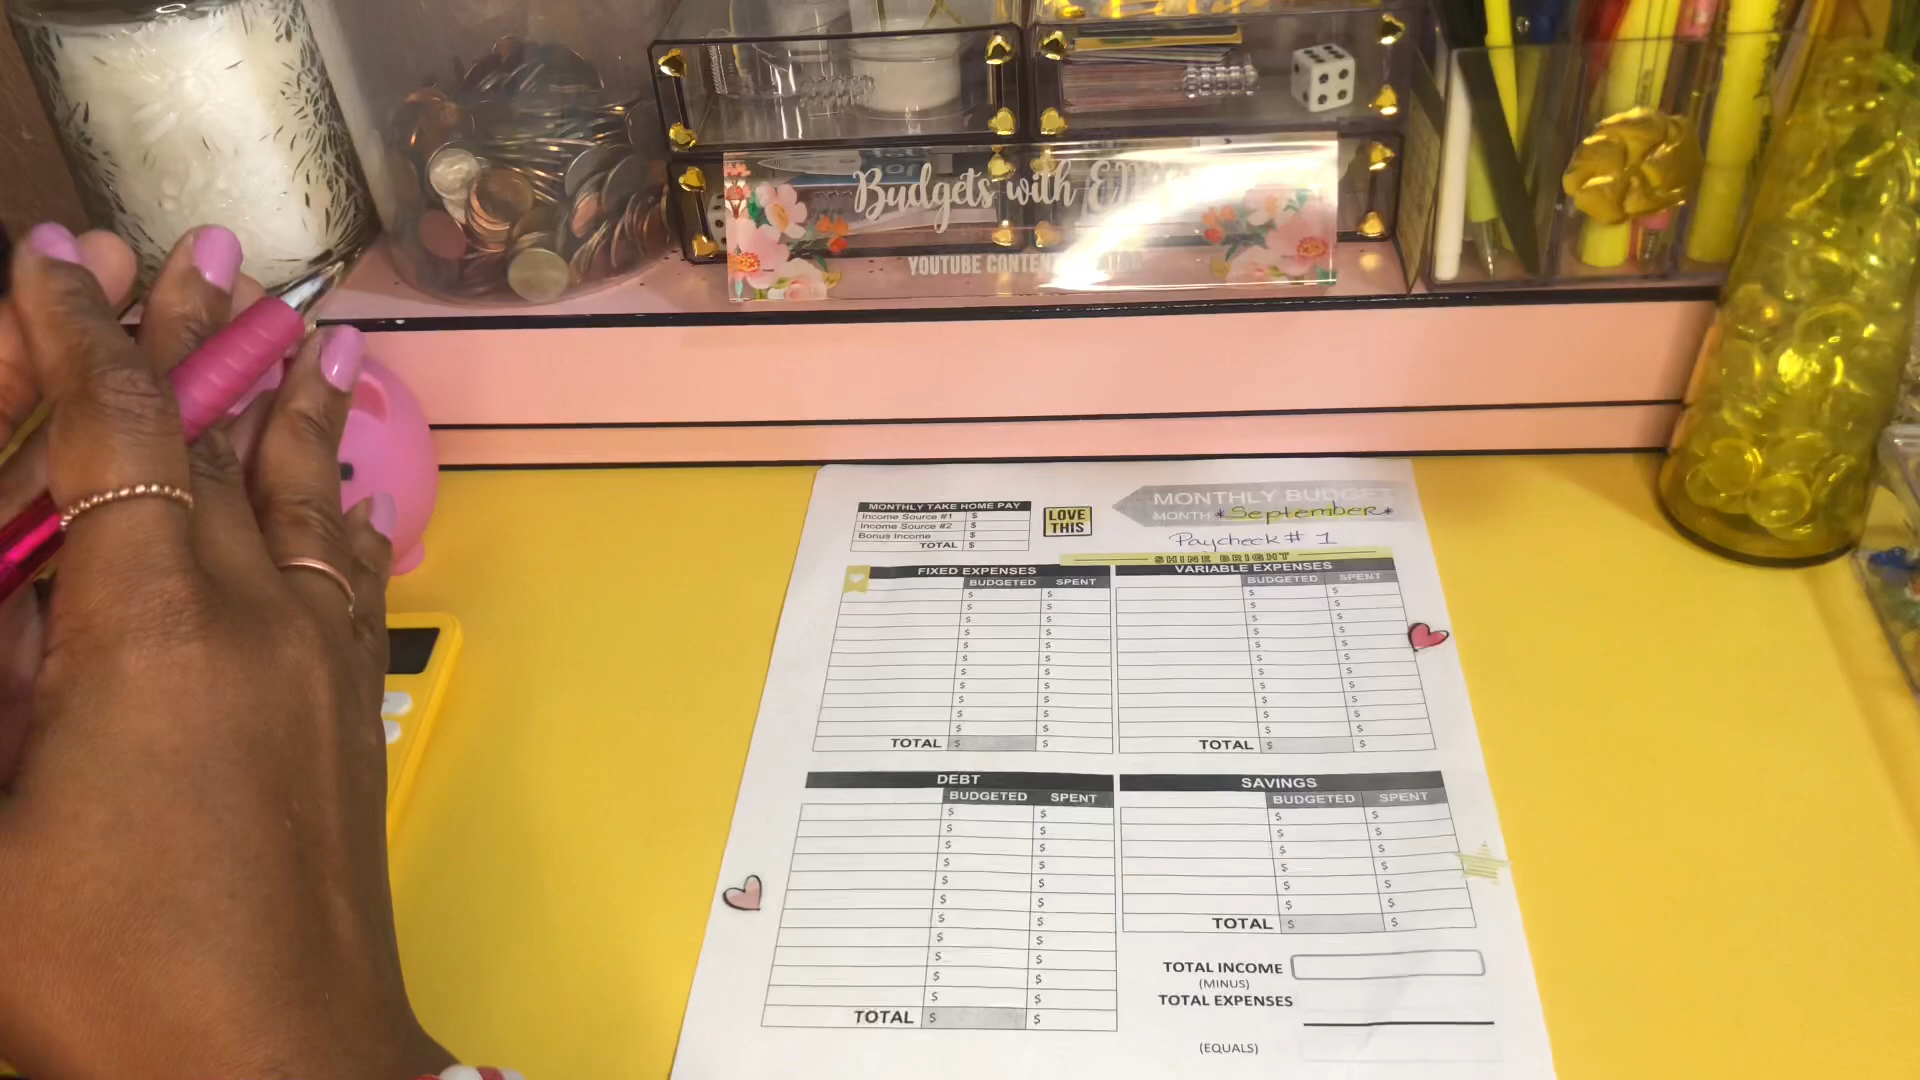 Budgets with
YOUTUBE
MONTHLY TAKE HOME PAY
Income Source #1 $
Income Source #2 $
Bonus Income $
TOTAL $
LOVE
THIS
MONTHLY BUDGET
MONTH *September*
Paycheck # 1
SHINE BRIGHT
FIXED EXPENSES
BUDGETED SPENT
$ $
$ $
$ $
$ $
$ $
$ $
$ $
$ $
$ $
$ $
$ $
TOTAL $ $
VARIABLE EXPENSES
BUDGETED SPENT
$ $
$ $
$ $
$ $
$ $
$ $
$ $
$ $
$ $
$ $
$ $
TOTAL $ $
DEBT
BUDGETED SPENT
$ $
$ $
$ $
$ $
$ $
$ $
$ $
$ $
$ $
$ $
$ $
TOTAL $ $
SAVINGS
BUDGETED SPENT
$ $
$ $
$ $
$ $
$ $
$ $
TOTAL $ $
TOTAL INCOME
(MINUS)
TOTAL EXPENSES
(EQUALS)